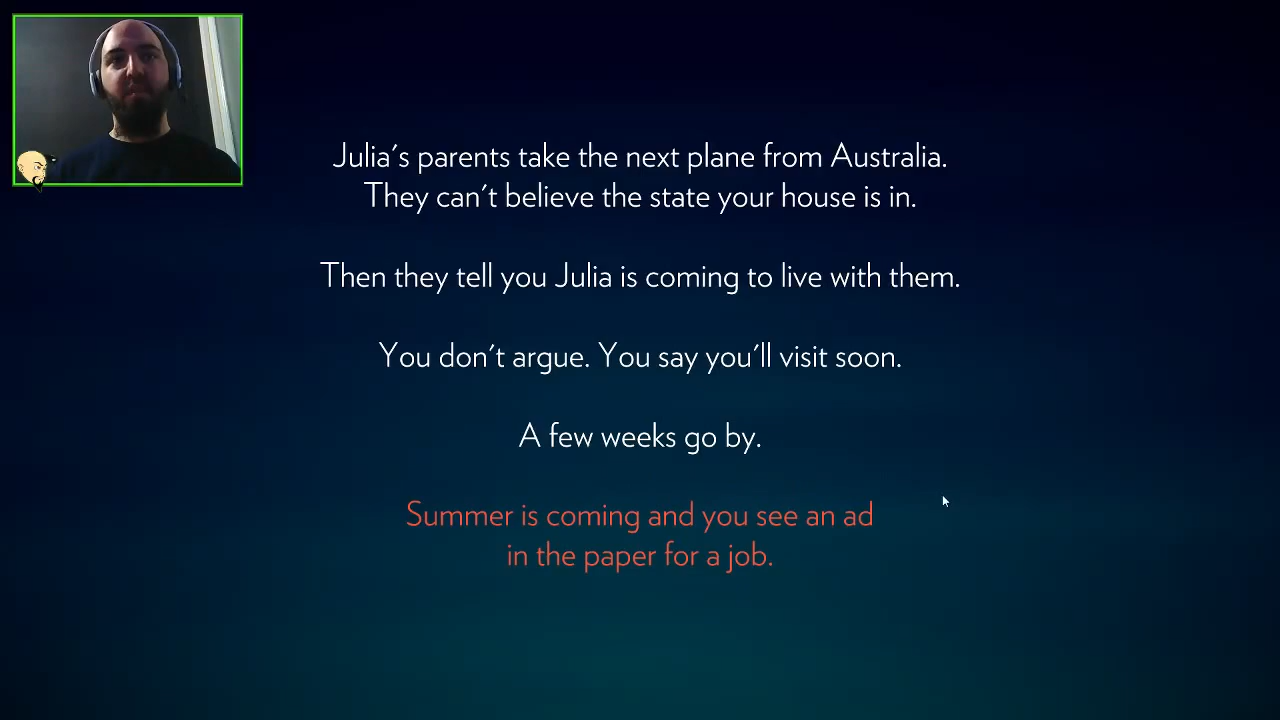 Julia's parents take the next plane from Australia.
They can't believe the state your house is in.
Then they tell you Julia is coming to live with them.
You don't argue. You say you'll visit soon.
A few weeks go by.
Summer is coming and you see an ad
in the paper for a job.